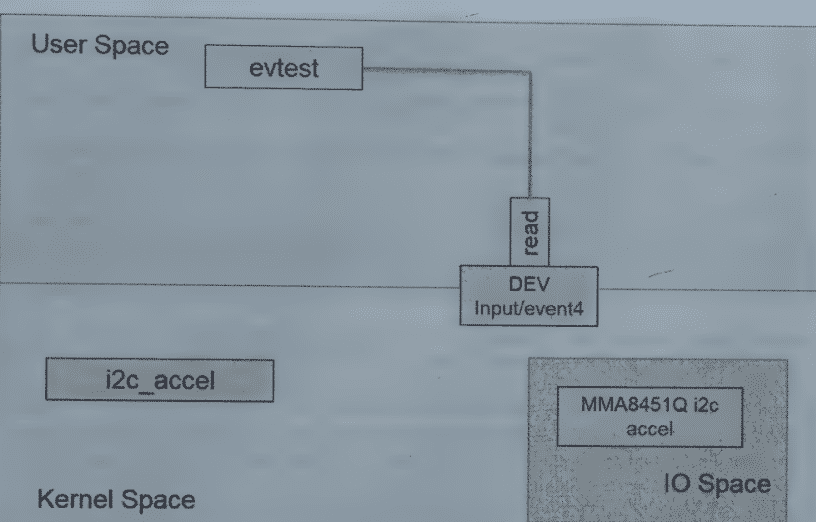 User Space
evtest
read
DEV
Input/event4
i2c_accel
MMA8451Q i2c
accel
IO Space
Kernel Space